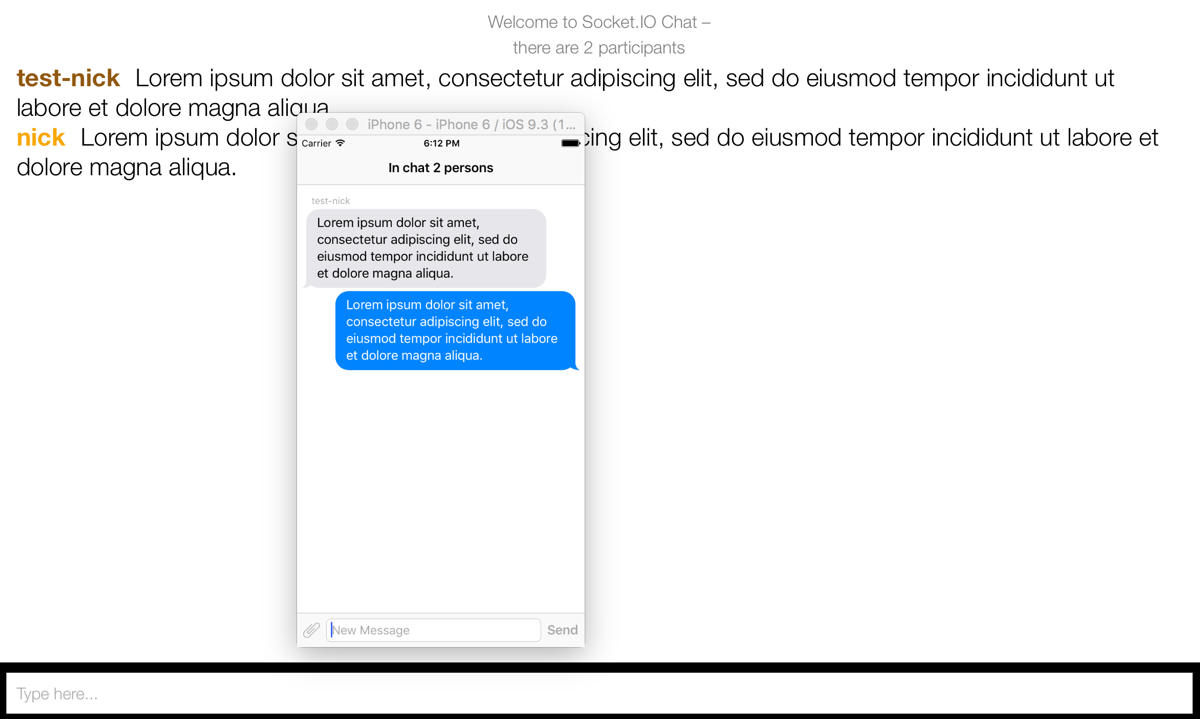 Welcome to Socket.IO Chat –
there are 2 participants
test-nick Lorem ipsum dolor sit amet, consectetur adipiscing elit, sed do eiusmod tempor incididunt ut
labore et dolore magna aliqua
nick Lorem ipsum dolor s cing elit, sed do eiusmod tempor incididunt ut labore et
dolore magna aliqua.
iPhone 6 - iPhone 6 / iOS 9.3 (1...
Carrier 6:12 PM
In chat 2 persons
test-nick
Lorem ipsum dolor sit amet,
consectetur adipiscing elit, sed do
eiusmod tempor incididunt ut labore
et dolore magna aliqua.
Lorem ipsum dolor sit amet,
consectetur adipiscing elit, sed do
eiusmod tempor incididunt ut labore
et dolore magna aliqua.
New Message Send
Type here...